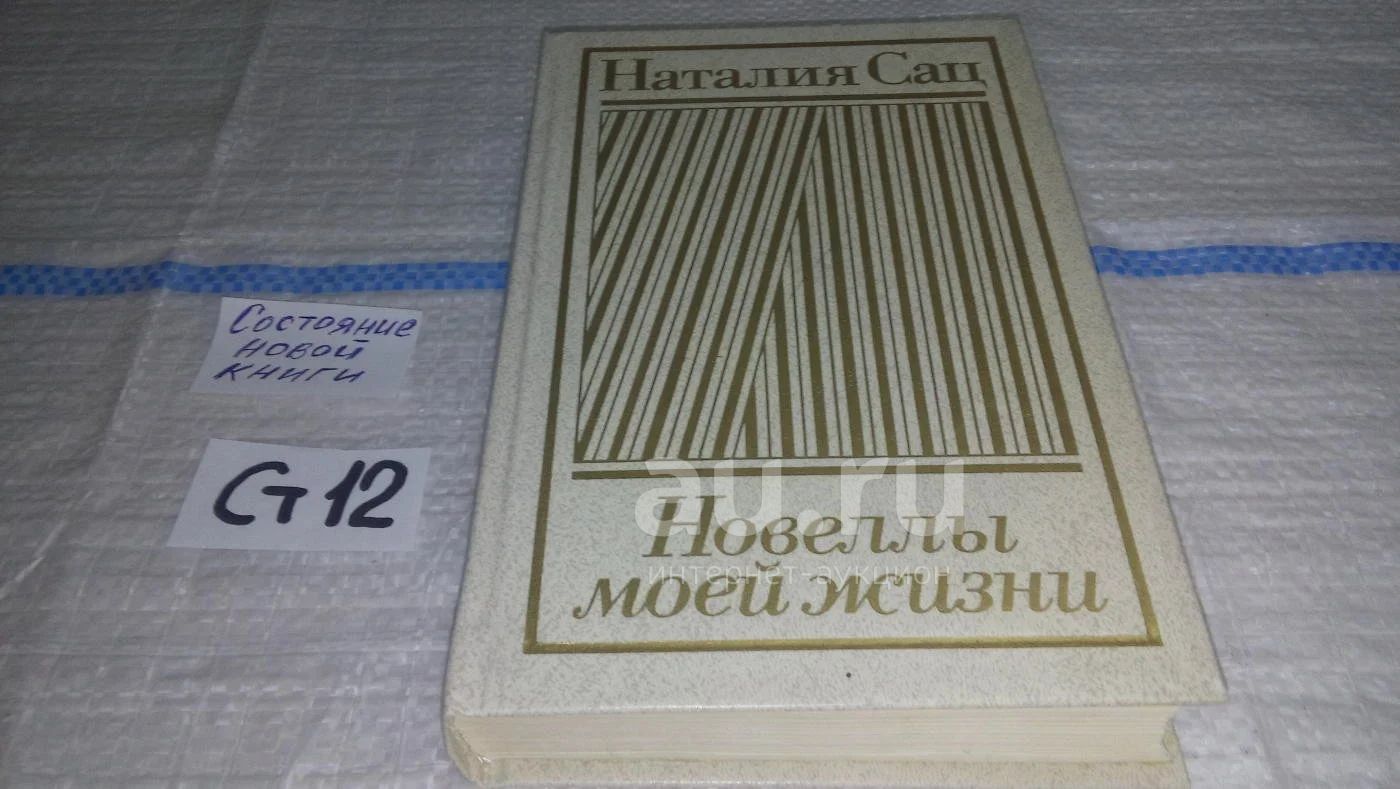 Наталия Сац
Состояние
новой
книги
Ст 12
au.ru
Новеллы
интернет-аукцион
моей жизни